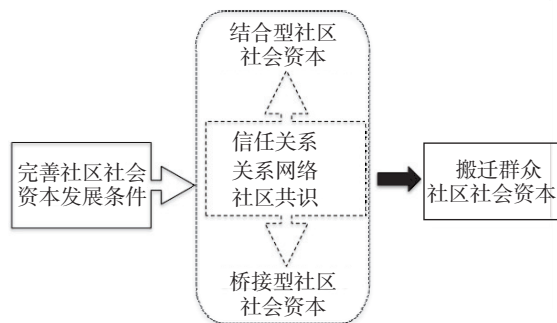 结合型社区
社会资本
完善社区社会
资本发展条件
信任关系
关系网络
社区共识
搬迁群众
社区社会资本
桥接型社区
社会资本